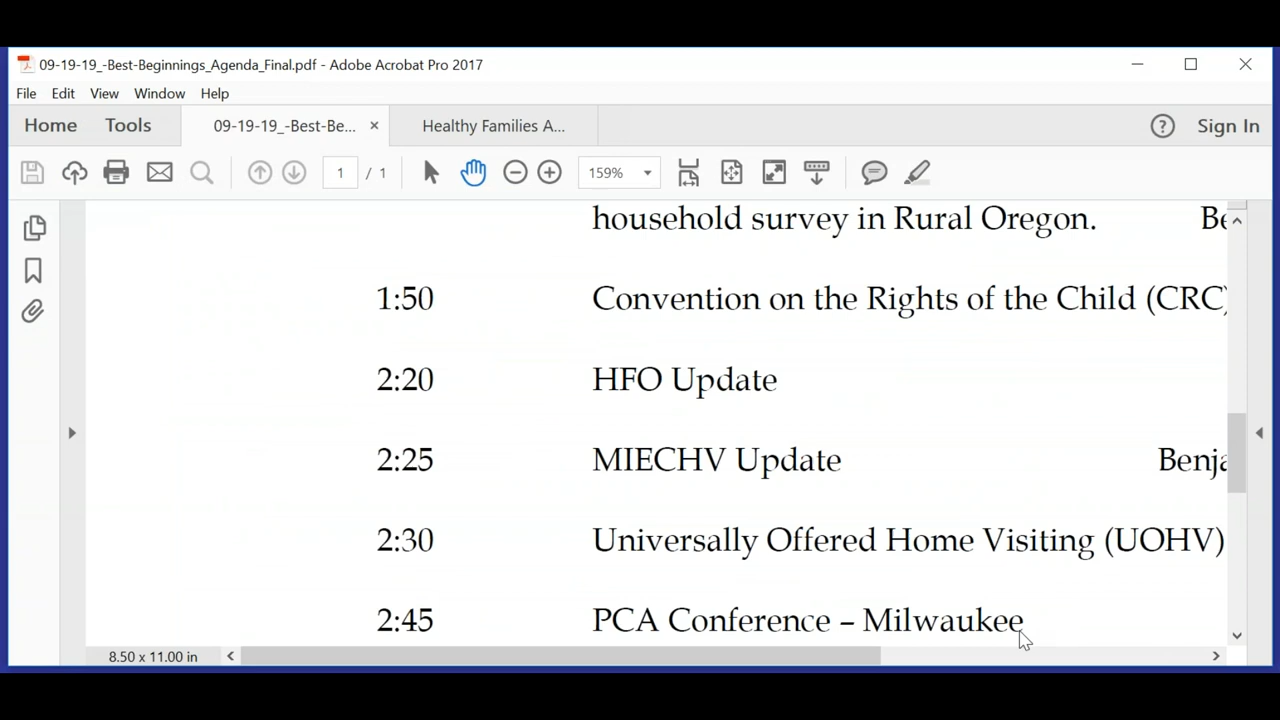 09-19-19_-Best-Beginnings_Agenda_Final.pdf - Adobe Acrobat Pro 2017
File Edit View Window Help
Home Tools 09-19-19_-Best-Be... × Healthy Families A... ? Sign In
1 / 1 159%
household survey in Rural Oregon. Be
1:50 Convention on the Rights of the Child (CRC)
2:20 HFO Update
2:25 MIECHV Update Benja
2:30 Universally Offered Home Visiting (UOHV)
2:45 PCA Conference – Milwaukee
8.50 x 11.00 in